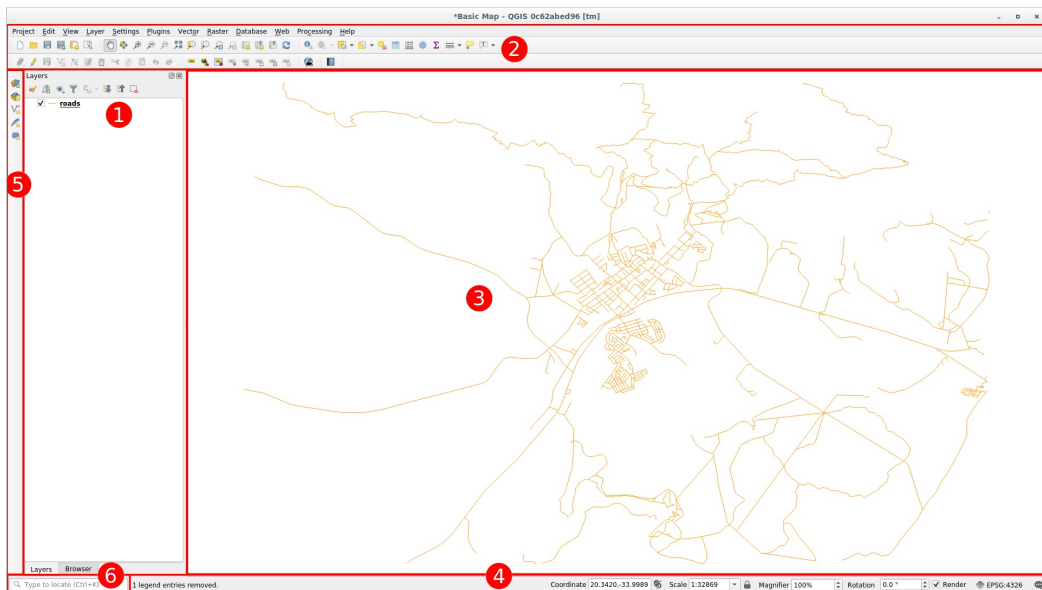 *Basic Map - QGIS 0c62abed96 [tm]
Project Edit View Layer Settings Plugins Vector Raster Database Web Processing Help
2
Layers
roads
1
5
3
Layers Browser
6
4
Type to locate (Ctrl+K)
1 legend entries removed.
Coordinate 20.3420,-33.9989 Scale 1:32869 Magnifier 100% Rotation 0.0 ° Render EPSG:4326